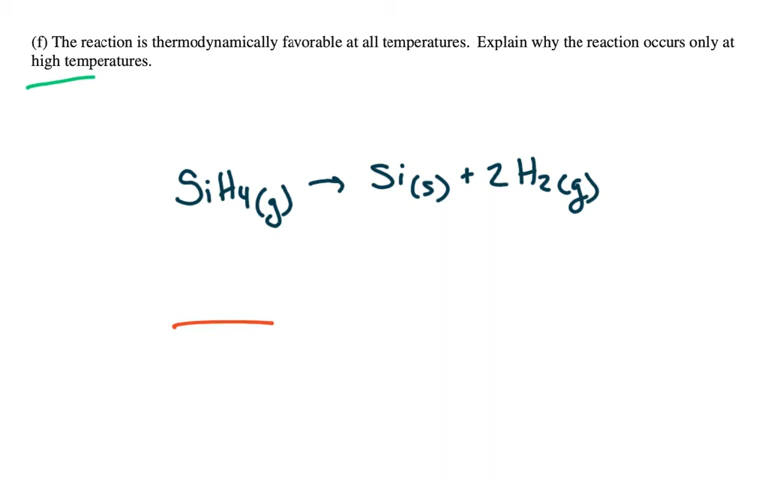 (f) The reaction is thermodynamically favorable at all temperatures. Explain why the reaction occurs only at
high temperatures.
SiH4(g) → Si(s) + 2 H2(g)